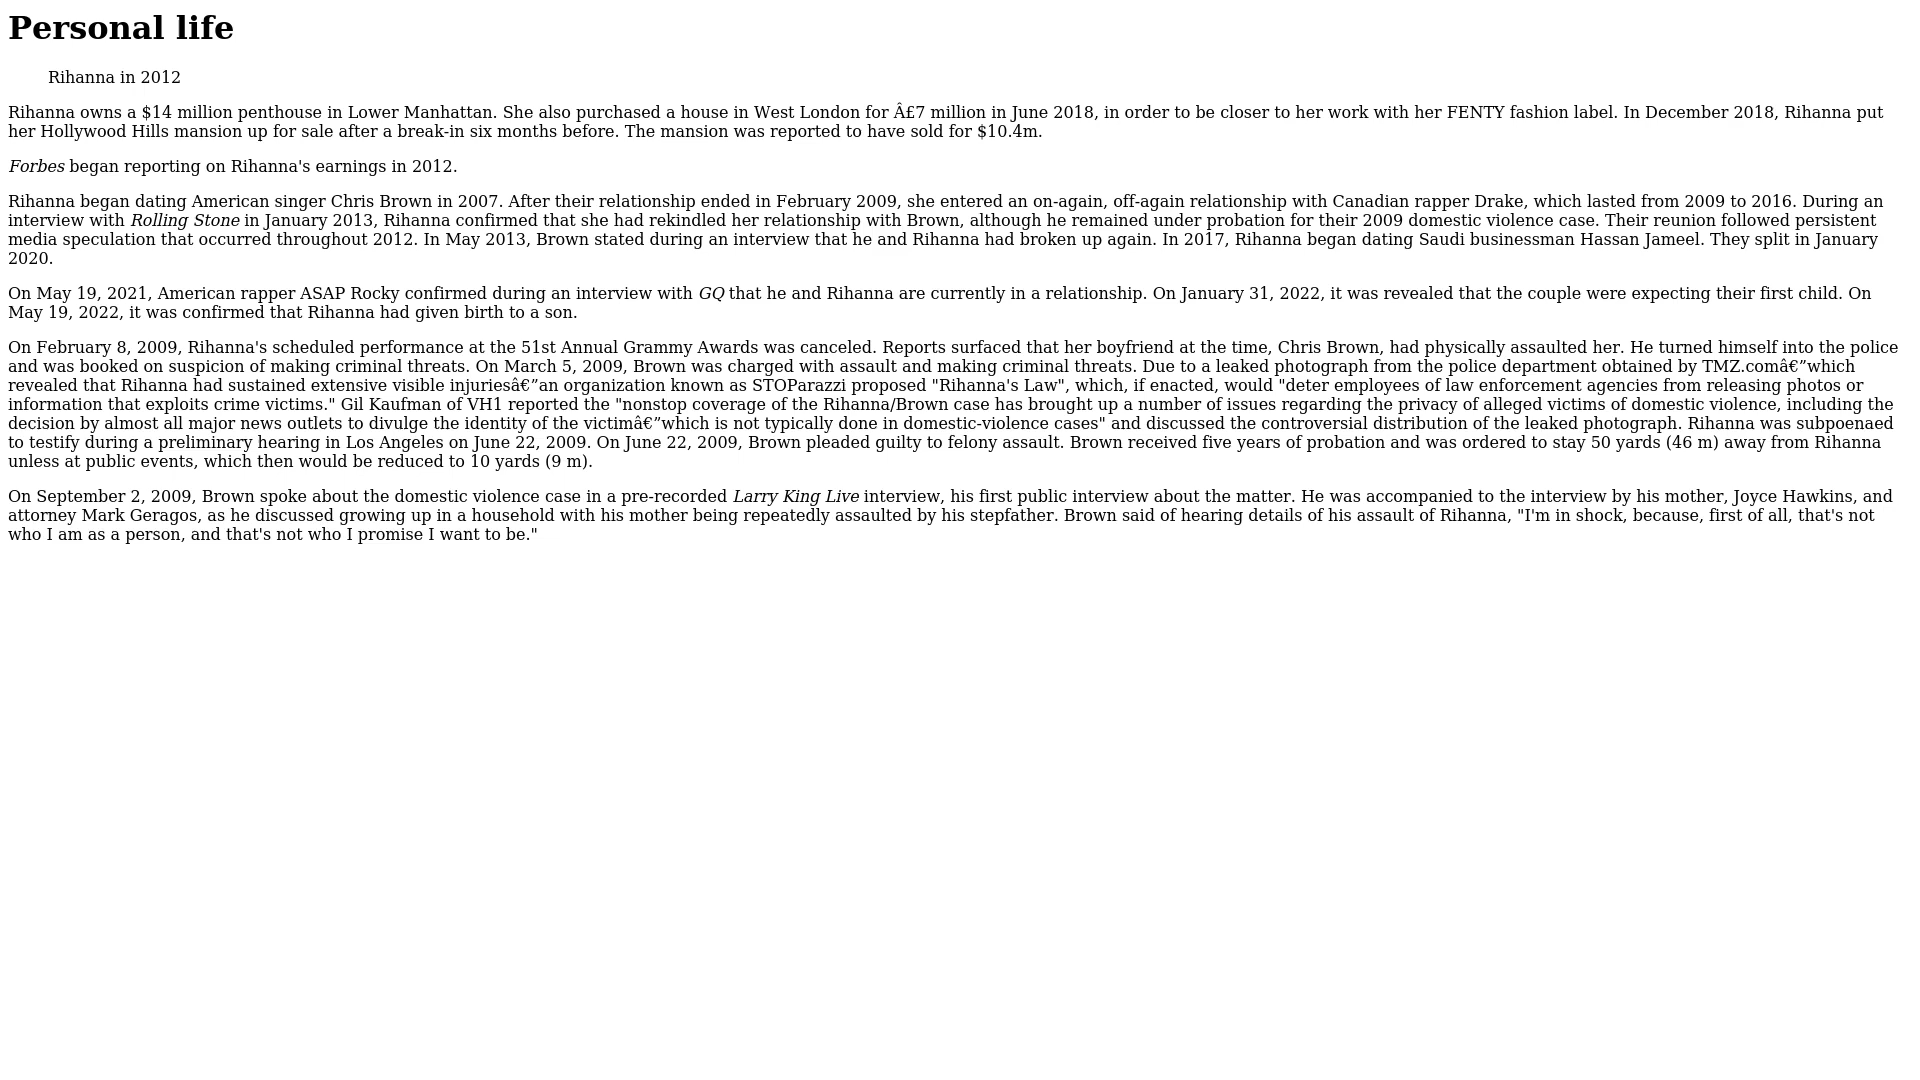 Personal life
Rihanna in 2012
Rihanna owns a $14 million penthouse in Lower Manhattan. She also purchased a house in West London for Â£7 million in June 2018, in order to be closer to her work with her FENTY fashion label. In December 2018, Rihanna put
her Hollywood Hills mansion up for sale after a break-in six months before. The mansion was reported to have sold for $10.4m.
Forbes began reporting on Rihanna's earnings in 2012.
Rihanna began dating American singer Chris Brown in 2007. After their relationship ended in February 2009, she entered an on-again, off-again relationship with Canadian rapper Drake, which lasted from 2009 to 2016. During an
interview with Rolling Stone in January 2013, Rihanna confirmed that she had rekindled her relationship with Brown, although he remained under probation for their 2009 domestic violence case. Their reunion followed persistent
media speculation that occurred throughout 2012. In May 2013, Brown stated during an interview that he and Rihanna had broken up again. In 2017, Rihanna began dating Saudi businessman Hassan Jameel. They split in January
2020.
On May 19, 2021, American rapper ASAP Rocky confirmed during an interview with GQ that he and Rihanna are currently in a relationship. On January 31, 2022, it was revealed that the couple were expecting their first child. On
May 19, 2022, it was confirmed that Rihanna had given birth to a son.
On February 8, 2009, Rihanna's scheduled performance at the 51st Annual Grammy Awards was canceled. Reports surfaced that her boyfriend at the time, Chris Brown, had physically assaulted her. He turned himself into the police
and was booked on suspicion of making criminal threats. On March 5, 2009, Brown was charged with assault and making criminal threats. Due to a leaked photograph from the police department obtained by TMZ.comâ€”which
revealed that Rihanna had sustained extensive visible injuriesâ€”an organization known as STOParazzi proposed "Rihanna's Law", which, if enacted, would "deter employees of law enforcement agencies from releasing photos or
information that exploits crime victims." Gil Kaufman of VH1 reported the "nonstop coverage of the Rihanna/Brown case has brought up a number of issues regarding the privacy of alleged victims of domestic violence, including the
decision by almost all major news outlets to divulge the identity of the victimâ€”which is not typically done in domestic-violence cases" and discussed the controversial distribution of the leaked photograph. Rihanna was subpoenaed
to testify during a preliminary hearing in Los Angeles on June 22, 2009. On June 22, 2009, Brown pleaded guilty to felony assault. Brown received five years of probation and was ordered to stay 50 yards (46 m) away from Rihanna
unless at public events, which then would be reduced to 10 yards (9 m).
On September 2, 2009, Brown spoke about the domestic violence case in a pre-recorded Larry King Live interview, his first public interview about the matter. He was accompanied to the interview by his mother, Joyce Hawkins, and
attorney Mark Geragos, as he discussed growing up in a household with his mother being repeatedly assaulted by his stepfather. Brown said of hearing details of his assault of Rihanna, "I'm in shock, because, first of all, that's not
who I am as a person, and that's not who I promise I want to be."